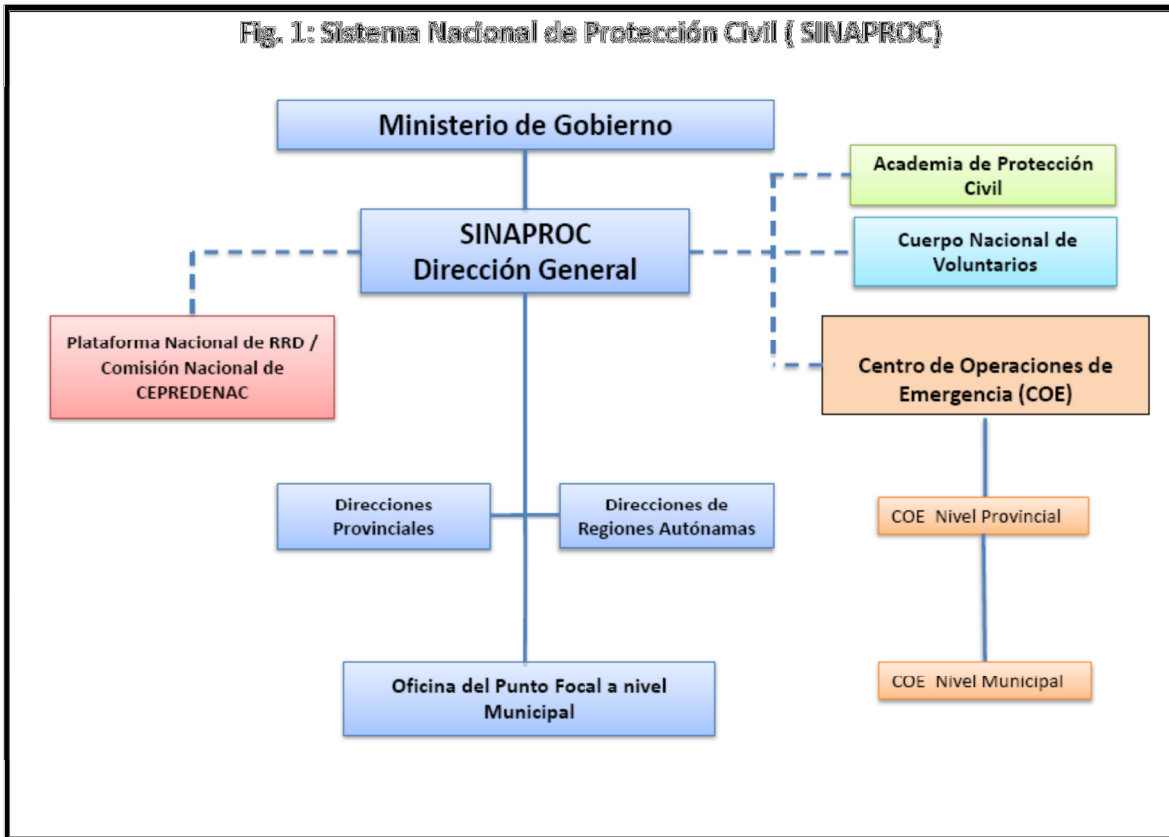 Fig. 1: Sistema Nacional de Protección Civil ( SINAPROC)
Ministerio de Gobierno
Academia de Protección
Civil
SINAPROC
Dirección General
Cuerpo Nacional de
Voluntarios
Plataforma Nacional de RRD /
Comisión Nacional de
CEPREDENAC
Centro de Operaciones de
Emergencia (COE)
Direcciones
Provinciales
Direcciones de
Regiones Autónamas
COE Nivel Provincial
Oficina del Punto Focal a nivel
Municipal
COE Nivel Municipal